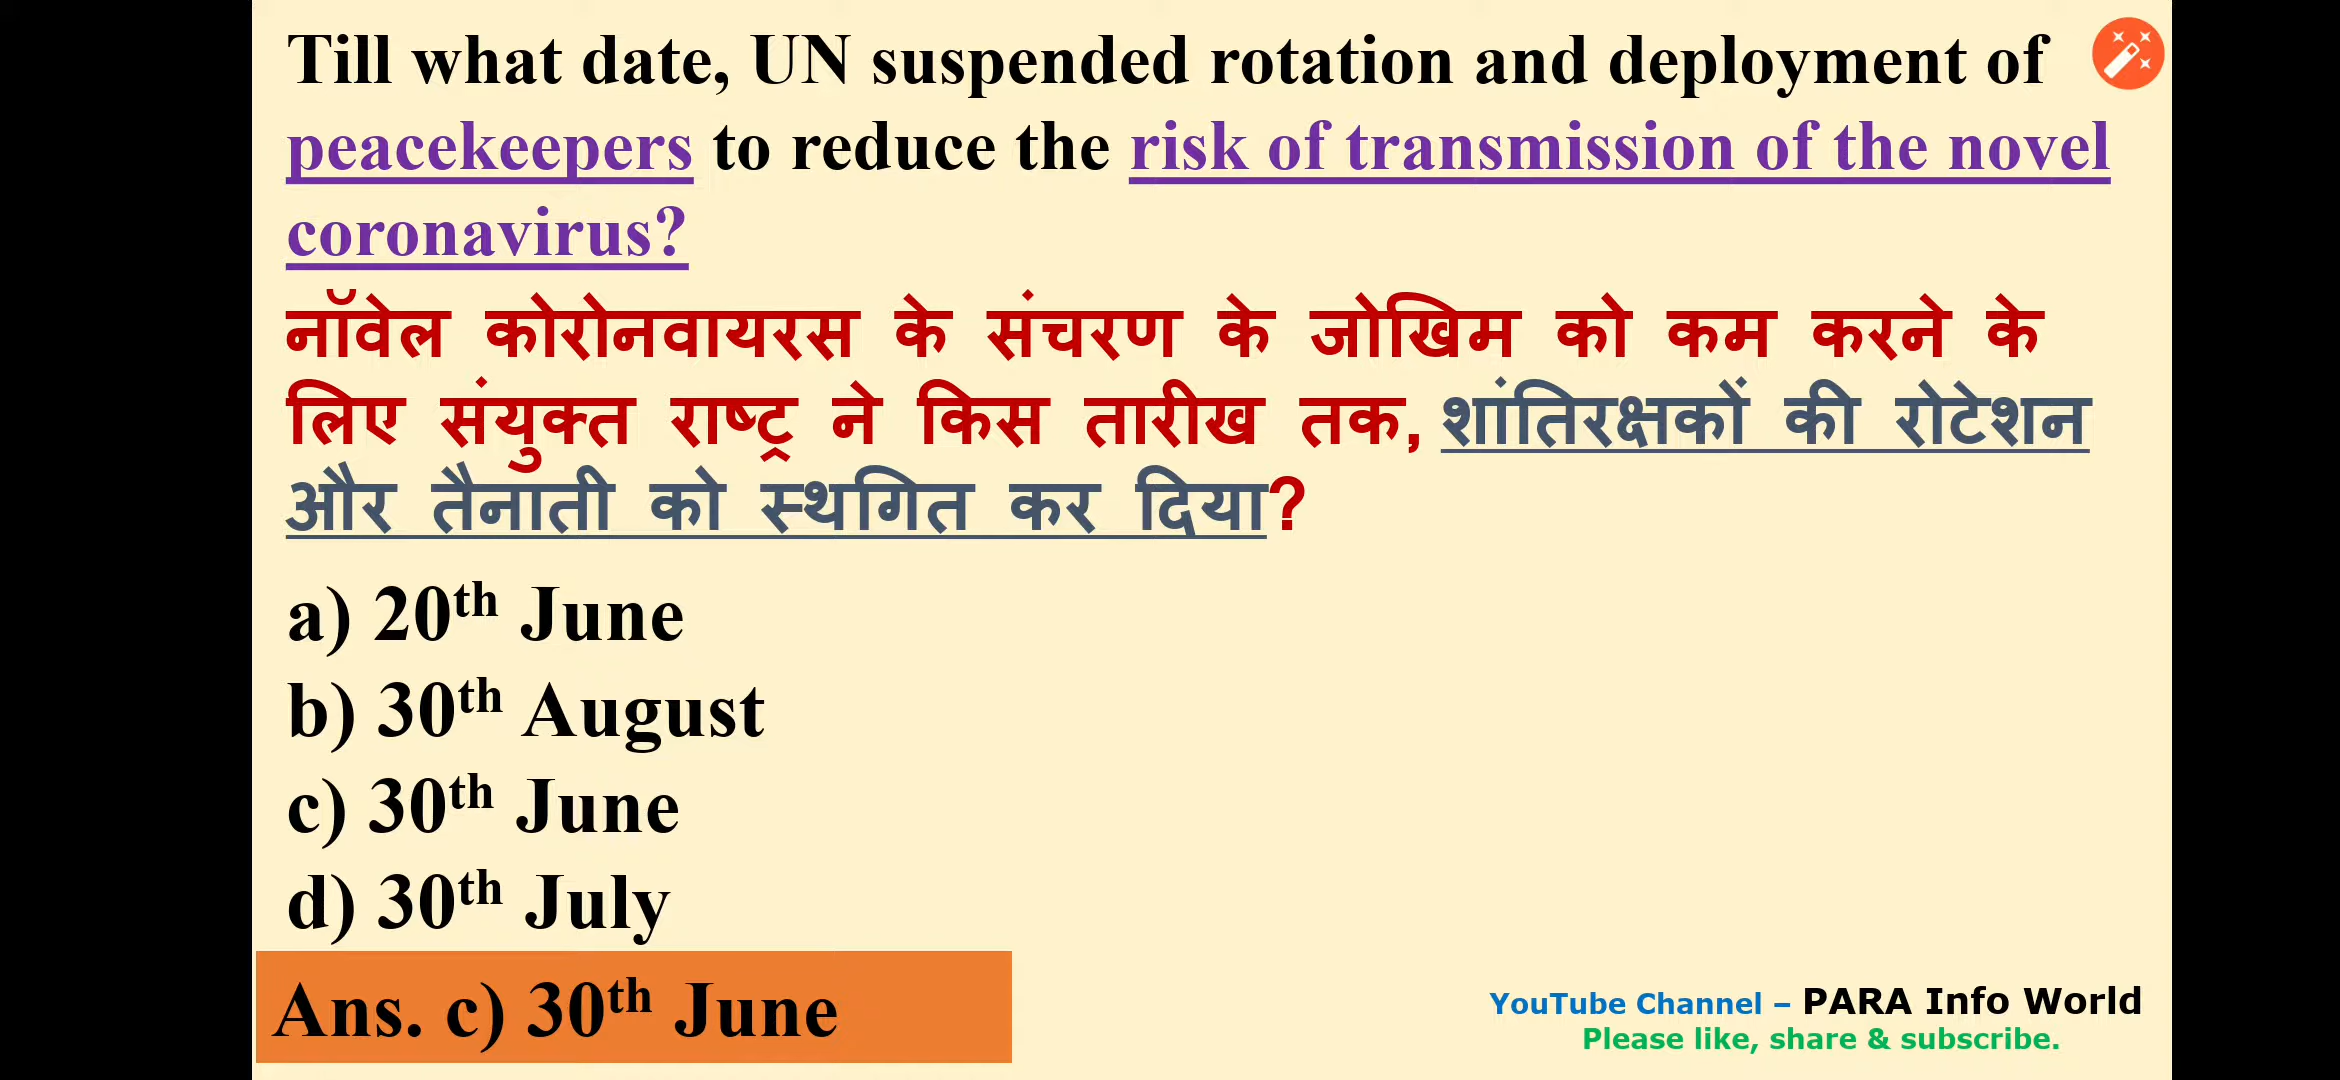 Till what date, UN suspended rotation and deployment of
peacekeepers to reduce the risk of transmission of the novel
coronavirus?
नॉवेल कोरोनवायरस के संचरण के जोखिम को कम करने के
लिए संयुक्त राष्ट्र ने किस तारीख तक, शांतिरक्षकों की रोटेशन
और तैनाती को स्थगित कर दिया?
a) 20th June
b) 30th August
c) 30th June
d) 30th July
Ans. c) 30th June
YouTube Channel – PARA Info World
Please like, share & subscribe.